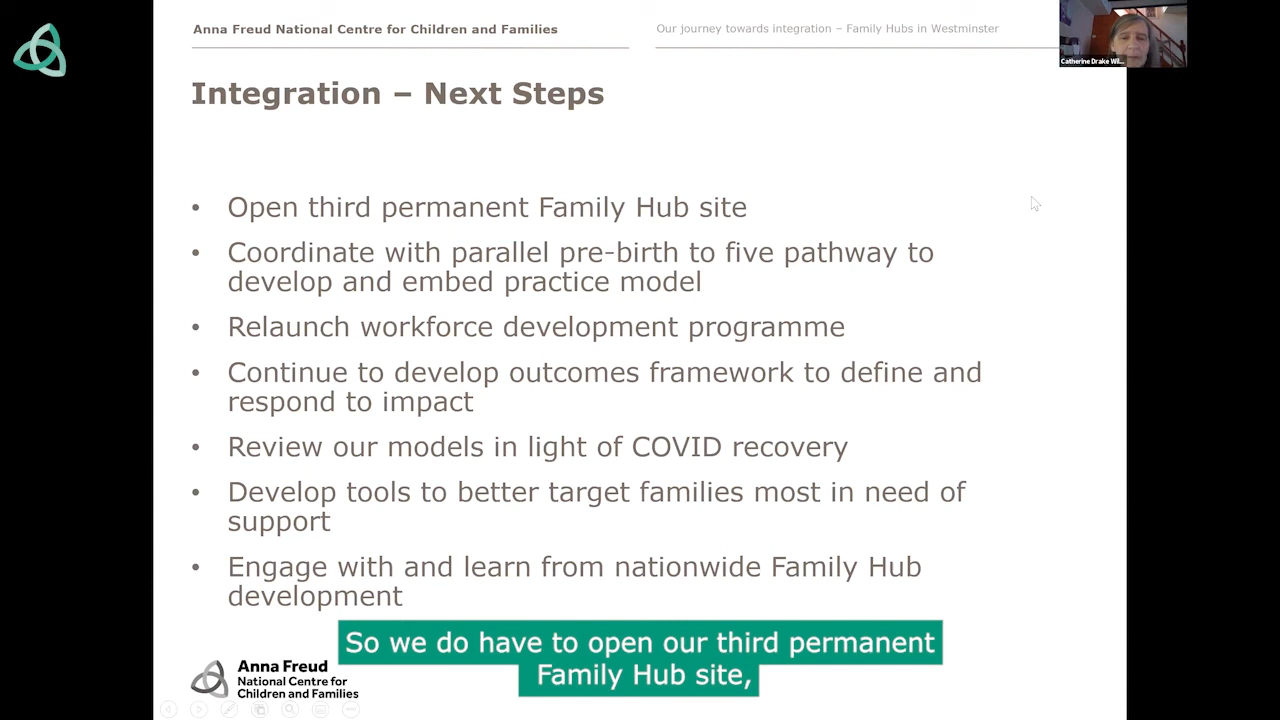 Anna Freud National Centre for Children and Families
Our journey towards integration – Family Hubs in Westminster
Catherine Drake Wil...
Integration – Next Steps
• Open third permanent Family Hub site
• Coordinate with parallel pre-birth to five pathway to
develop and embed practice model
• Relaunch workforce development programme
• Continue to develop outcomes framework to define and
respond to impact
• Review our models in light of COVID recovery
• Develop tools to better target families most in need of
support
• Engage with and learn from nationwide Family Hub
development
So we do have to open our third permanent
Family Hub site,
Anna Freud
National Centre for
Children and Families